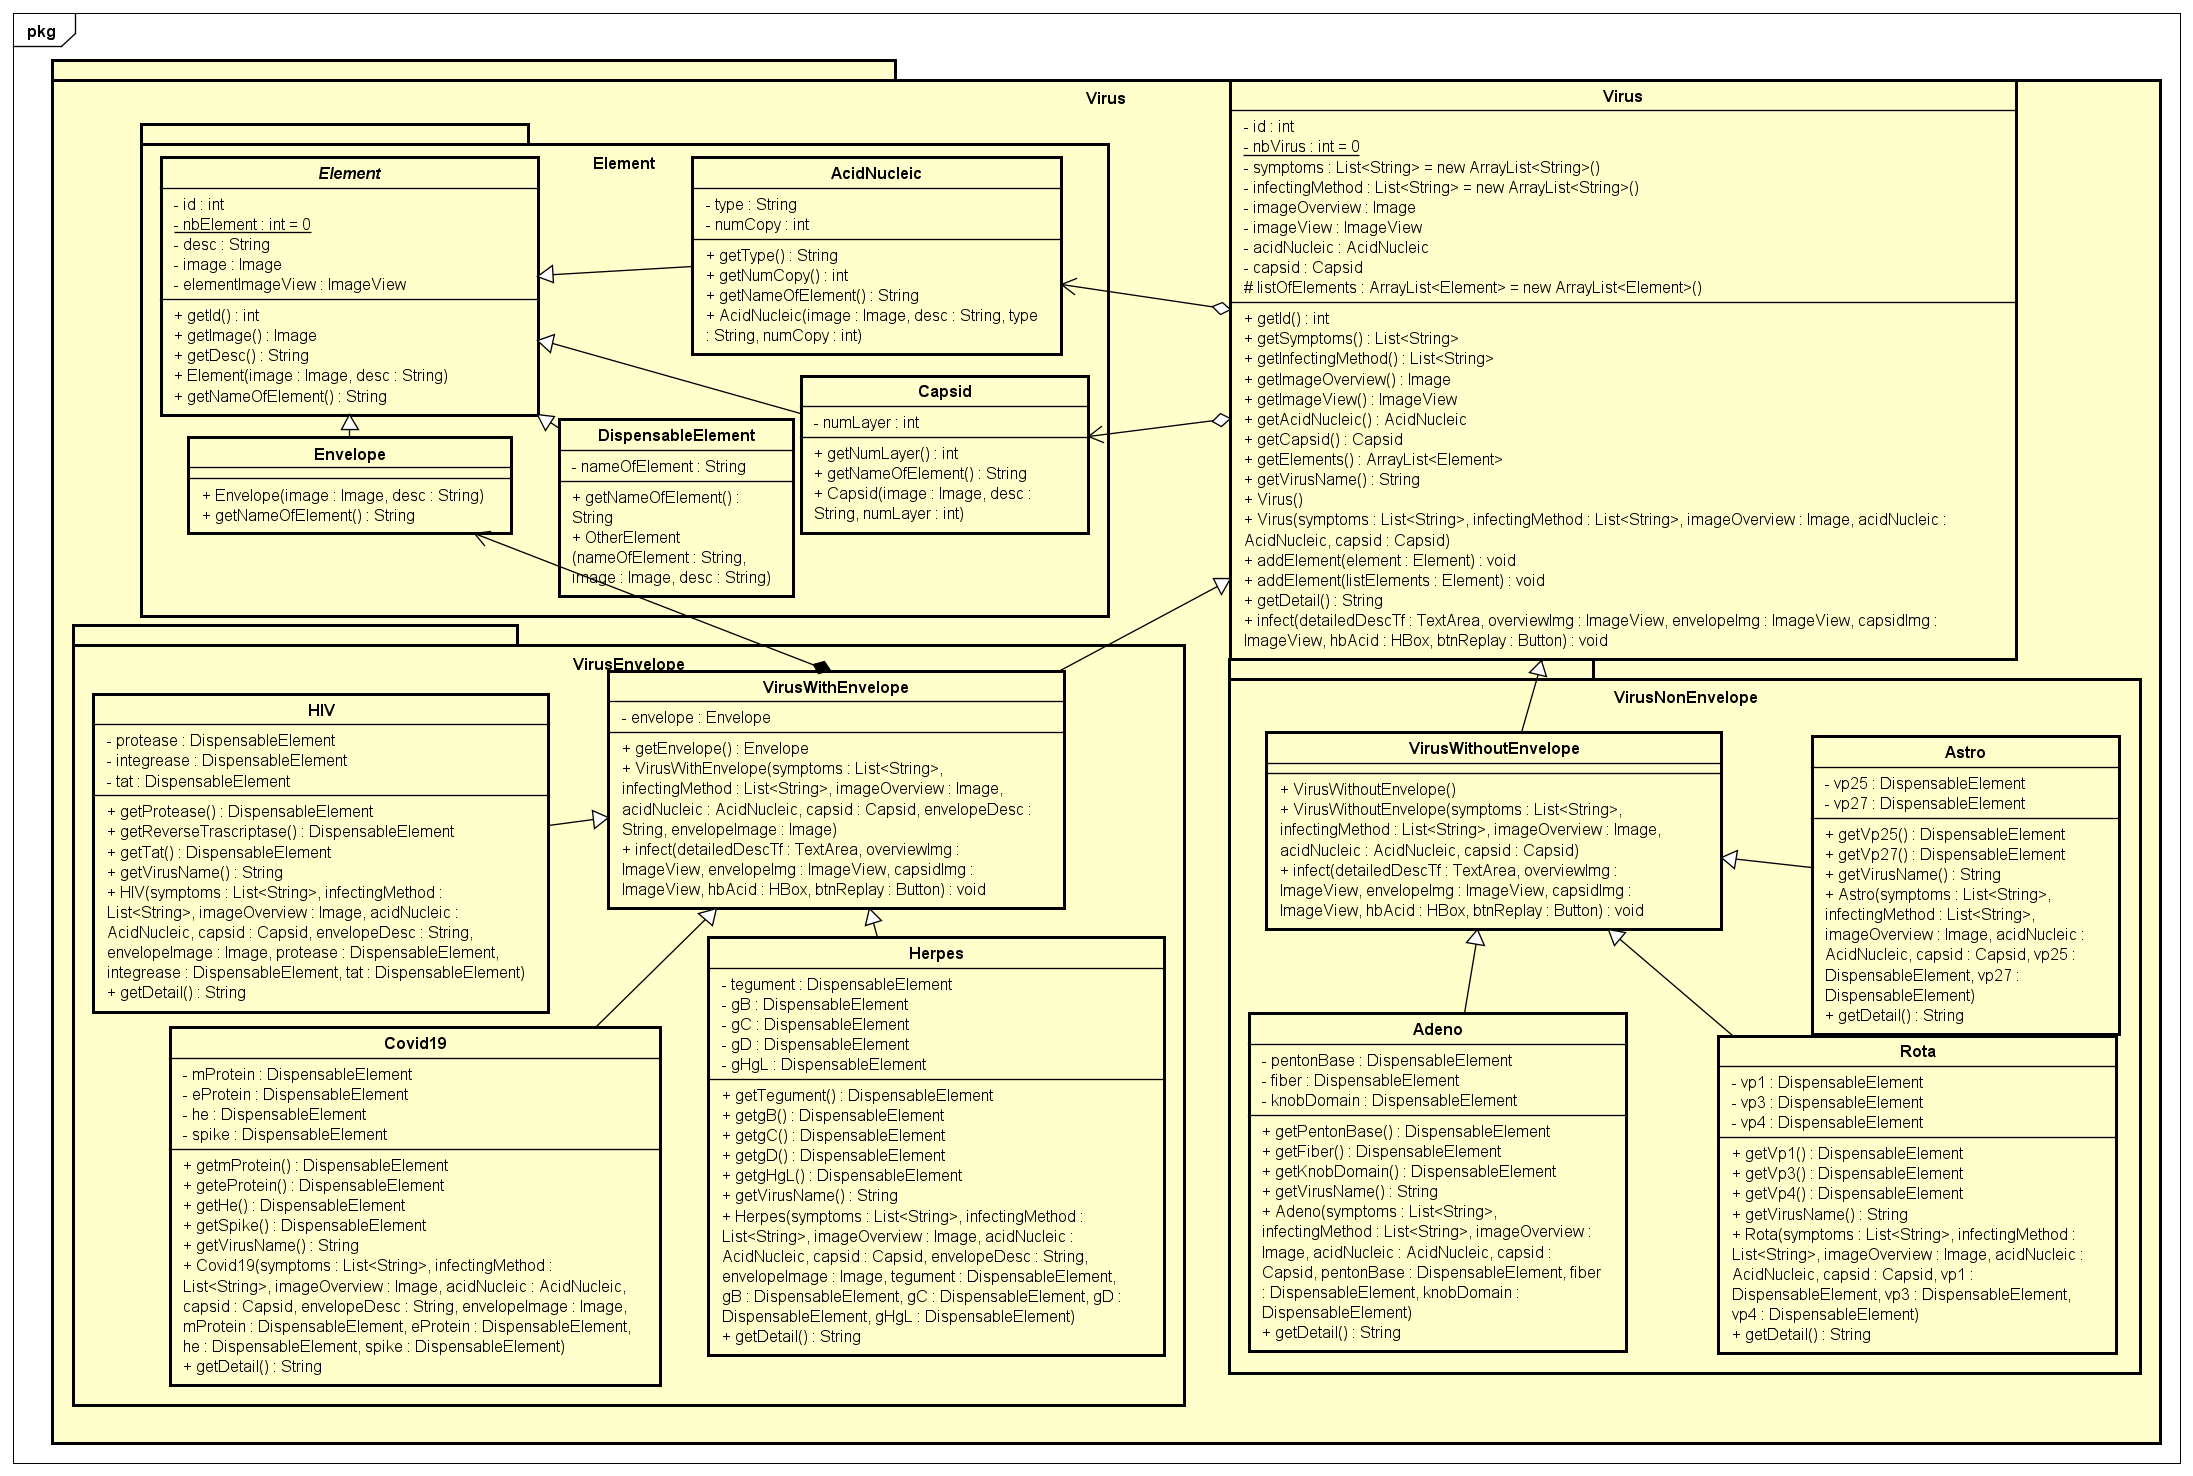 pkg
Virus
Element
Element
- id : int
- nbElement : int = 0
- desc : String
- image : Image
- elementImageView : ImageView
+ getId() : int
+ getImage() : Image
+ getDesc() : String
+ Element(image : Image, desc : String)
+ getNameOfElement() : String
AcidNucleic
- type : String
- numCopy : int
+ getType() : String
+ getNumCopy() : int
+ getNameOfElement() : String
+ AcidNucleic(image : Image, desc : String, type
: String, numCopy : int)
Capsid
- numLayer : int
+ getNumLayer() : int
+ getNameOfElement() : String
+ Capsid(image : Image, desc :
String, numLayer : int)
DispensableElement
- nameOfElement : String
+ getNameOfElement() :
String
+ OtherElement
(nameOfElement : String,
image : Image, desc : String)
Envelope
+ Envelope(image : Image, desc : String)
+ getNameOfElement() : String
Virus
- id : int
- nbVirus : int = 0
- symptoms : List<String> = new ArrayList<String>()
- infectingMethod : List<String> = new ArrayList<String>()
- imageOverview : Image
- imageView : ImageView
- acidNucleic : AcidNucleic
- capsid : Capsid
# listOfElements : ArrayList<Element> = new ArrayList<Element>()
+ getId() : int
+ getSymptoms() : List<String>
+ getInfectingMethod() : List<String>
+ getImageOverview() : Image
+ getImageView() : ImageView
+ getAcidNucleic() : AcidNucleic
+ getCapsid() : Capsid
+ getElements() : ArrayList<Element>
+ getVirusName() : String
+ Virus()
+ Virus(symptoms : List<String>, infectingMethod : List<String>, imageOverview : Image, acidNucleic :
AcidNucleic, capsid : Capsid)
+ addElement(element : Element) : void
+ addElement(listElements : Element) : void
+ getDetail() : String
+ infect(detailedDescTf : TextArea, overviewImg : ImageView, envelopeImg : ImageView, capsidImg :
ImageView, hbAcid : HBox, btnReplay : Button) : void
VirusEnvelope
VirusWithEnvelope
- envelope : Envelope
+ getEnvelope() : Envelope
+ VirusWithEnvelope(symptoms : List<String>,
infectingMethod : List<String>, imageOverview : Image,
acidNucleic : AcidNucleic, capsid : Capsid, envelopeDesc :
String, envelopeImage : Image)
+ infect(detailedDescTf : TextArea, overviewImg :
ImageView, envelopeImg : ImageView, capsidImg :
ImageView, hbAcid : HBox, btnReplay : Button) : void
HIV
- protease : DispensableElement
- integrease : DispensableElement
- tat : DispensableElement
+ getProtease() : DispensableElement
+ getReverseTrascriptase() : DispensableElement
+ getTat() : DispensableElement
+ getVirusName() : String
+ HIV(symptoms : List<String>, infectingMethod :
List<String>, imageOverview : Image, acidNucleic :
AcidNucleic, capsid : Capsid, envelopeDesc : String,
envelopeImage : Image, protease : DispensableElement,
integrease : DispensableElement, tat : DispensableElement)
+ getDetail() : String
Covid19
- mProtein : DispensableElement
- eProtein : DispensableElement
- he : DispensableElement
- spike : DispensableElement
+ getmProtein() : DispensableElement
+ geteProtein() : DispensableElement
+ getHe() : DispensableElement
+ getSpike() : DispensableElement
+ getVirusName() : String
+ Covid19(symptoms : List<String>, infectingMethod :
List<String>, imageOverview : Image, acidNucleic : AcidNucleic,
capsid : Capsid, envelopeDesc : String, envelopeImage : Image,
mProtein : DispensableElement, eProtein : DispensableElement,
he : DispensableElement, spike : DispensableElement)
+ getDetail() : String
Herpes
- tegument : DispensableElement
- gB : DispensableElement
- gC : DispensableElement
- gD : DispensableElement
- gHgL : DispensableElement
+ getTegument() : DispensableElement
+ getgB() : DispensableElement
+ getgC() : DispensableElement
+ getgD() : DispensableElement
+ getgHgL() : DispensableElement
+ getVirusName() : String
+ Herpes(symptoms : List<String>, infectingMethod :
List<String>, imageOverview : Image, acidNucleic :
AcidNucleic, capsid : Capsid, envelopeDesc : String,
envelopeImage : Image, tegument : DispensableElement,
gB : DispensableElement, gC : DispensableElement, gD :
DispensableElement, gHgL : DispensableElement)
+ getDetail() : String
VirusNonEnvelope
VirusWithoutEnvelope
+ VirusWithoutEnvelope()
+ VirusWithoutEnvelope(symptoms : List<String>,
infectingMethod : List<String>, imageOverview : Image,
acidNucleic : AcidNucleic, capsid : Capsid)
+ infect(detailedDescTf : TextArea, overviewImg :
ImageView, envelopeImg : ImageView, capsidImg :
ImageView, hbAcid : HBox, btnReplay : Button) : void
Astro
- vp25 : DispensableElement
- vp27 : DispensableElement
+ getVp25() : DispensableElement
+ getVp27() : DispensableElement
+ getVirusName() : String
+ Astro(symptoms : List<String>,
infectingMethod : List<String>,
imageOverview : Image, acidNucleic :
AcidNucleic, capsid : Capsid, vp25 :
DispensableElement, vp27 :
DispensableElement)
+ getDetail() : String
Adeno
- pentonBase : DispensableElement
- fiber : DispensableElement
- knobDomain : DispensableElement
+ getPentonBase() : DispensableElement
+ getFiber() : DispensableElement
+ getKnobDomain() : DispensableElement
+ getVirusName() : String
+ Adeno(symptoms : List<String>,
infectingMethod : List<String>, imageOverview :
Image, acidNucleic : AcidNucleic, capsid :
Capsid, pentonBase : DispensableElement, fiber
: DispensableElement, knobDomain :
DispensableElement)
+ getDetail() : String
Rota
- vp1 : DispensableElement
- vp3 : DispensableElement
- vp4 : DispensableElement
+ getVp1() : DispensableElement
+ getVp3() : DispensableElement
+ getVp4() : DispensableElement
+ getVirusName() : String
+ Rota(symptoms : List<String>, infectingMethod :
List<String>, imageOverview : Image, acidNucleic :
AcidNucleic, capsid : Capsid, vp1 :
DispensableElement, vp3 : DispensableElement,
vp4 : DispensableElement)
+ getDetail() : String